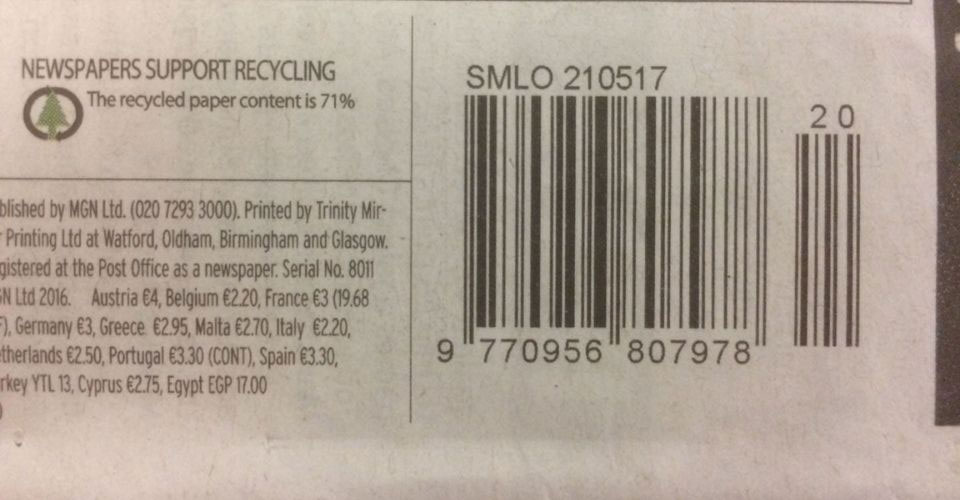 NEWSPAPERS SUPPORT RECYCLING
The recycled paper content is 71%
blished by MGN Ltd. (020 7293 3000). Printed by Trinity Mir-
r Printing Ltd at Watford, Oldham, Birmingham and Glasgow.
gistered at the Post Office as a newspaper. Serial No. 8011
GN Ltd 2016. Austria €4, Belgium €2.20, France €3 (19.68
F), Germany €3, Greece €2.95, Malta €2.70, Italy €2.20,
etherlands €2.50, Portugal €3.30 (CONT), Spain €3.30,
rkey YTL 13, Cyprus €2.75, Egypt EGP 17.00
)
SMLO 210517
20
9 770956 807978